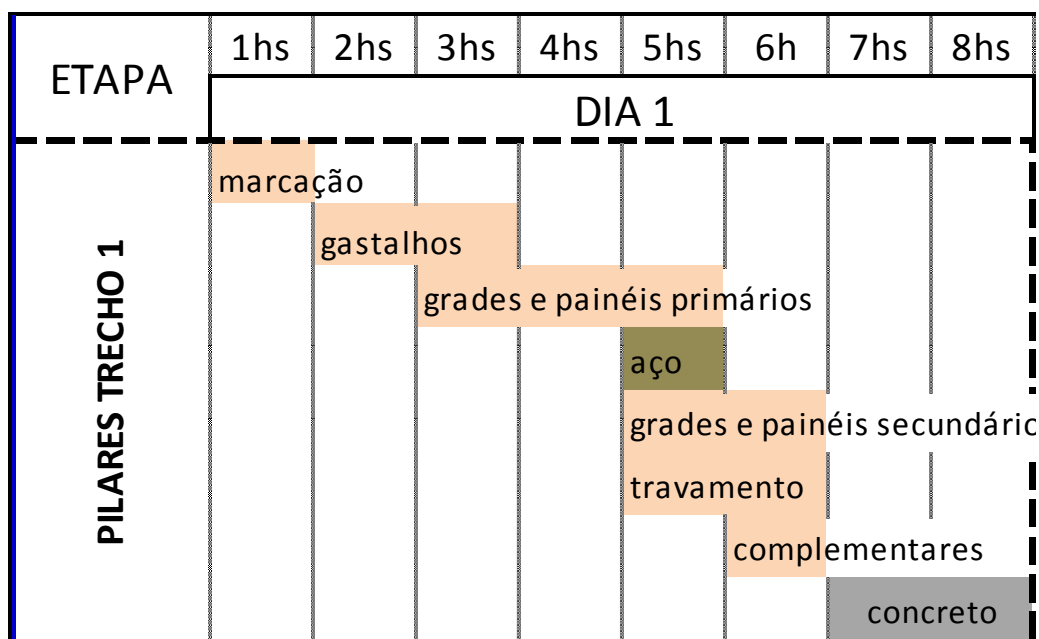 ETAPA
1hs 2hs 3hs 4hs 5hs 6h 7hs 8hs
DIA 1
PILARES TRECHO 1
marcação
gastalhos
grades e painéis primários
aço
grades e painéis secundário
travamento
complementares
concreto